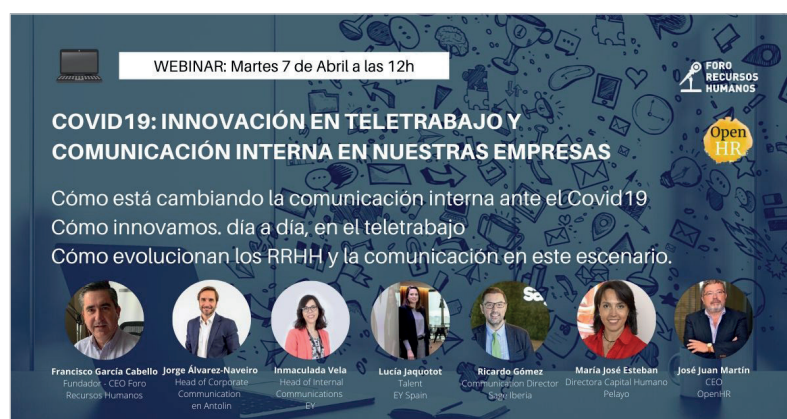 WEBINAR: Martes 7 de Abril a las 12h
FORO
RECURSOS
HUMANOS
COVID19: INNOVACIÓN EN TELETRABAJO Y
COMUNICACIÓN INTERNA EN NUESTRAS EMPRESAS
Open
HR
Cómo está cambiando la comunicación interna ante el Covid19
Cómo innovamos. día a día, en el teletrabajo
Cómo evolucionan los RRHH y la comunicación en este escenario.
Francisco García Cabello
Fundador - CEO Foro
Recursos Humanos
Jorge Álvarez-Naveiro
Head of Corporate
Communication
en Antolin
Inmaculada Vela
Head of Internal
Communications
EY
Lucía Jaquotot
Talent
EY Spain
Ricardo Gómez
Communication Director
Sage Iberia
María José Esteban
Directora Capital Humano
Pelayo
José Juan Martín
CEO
OpenHR